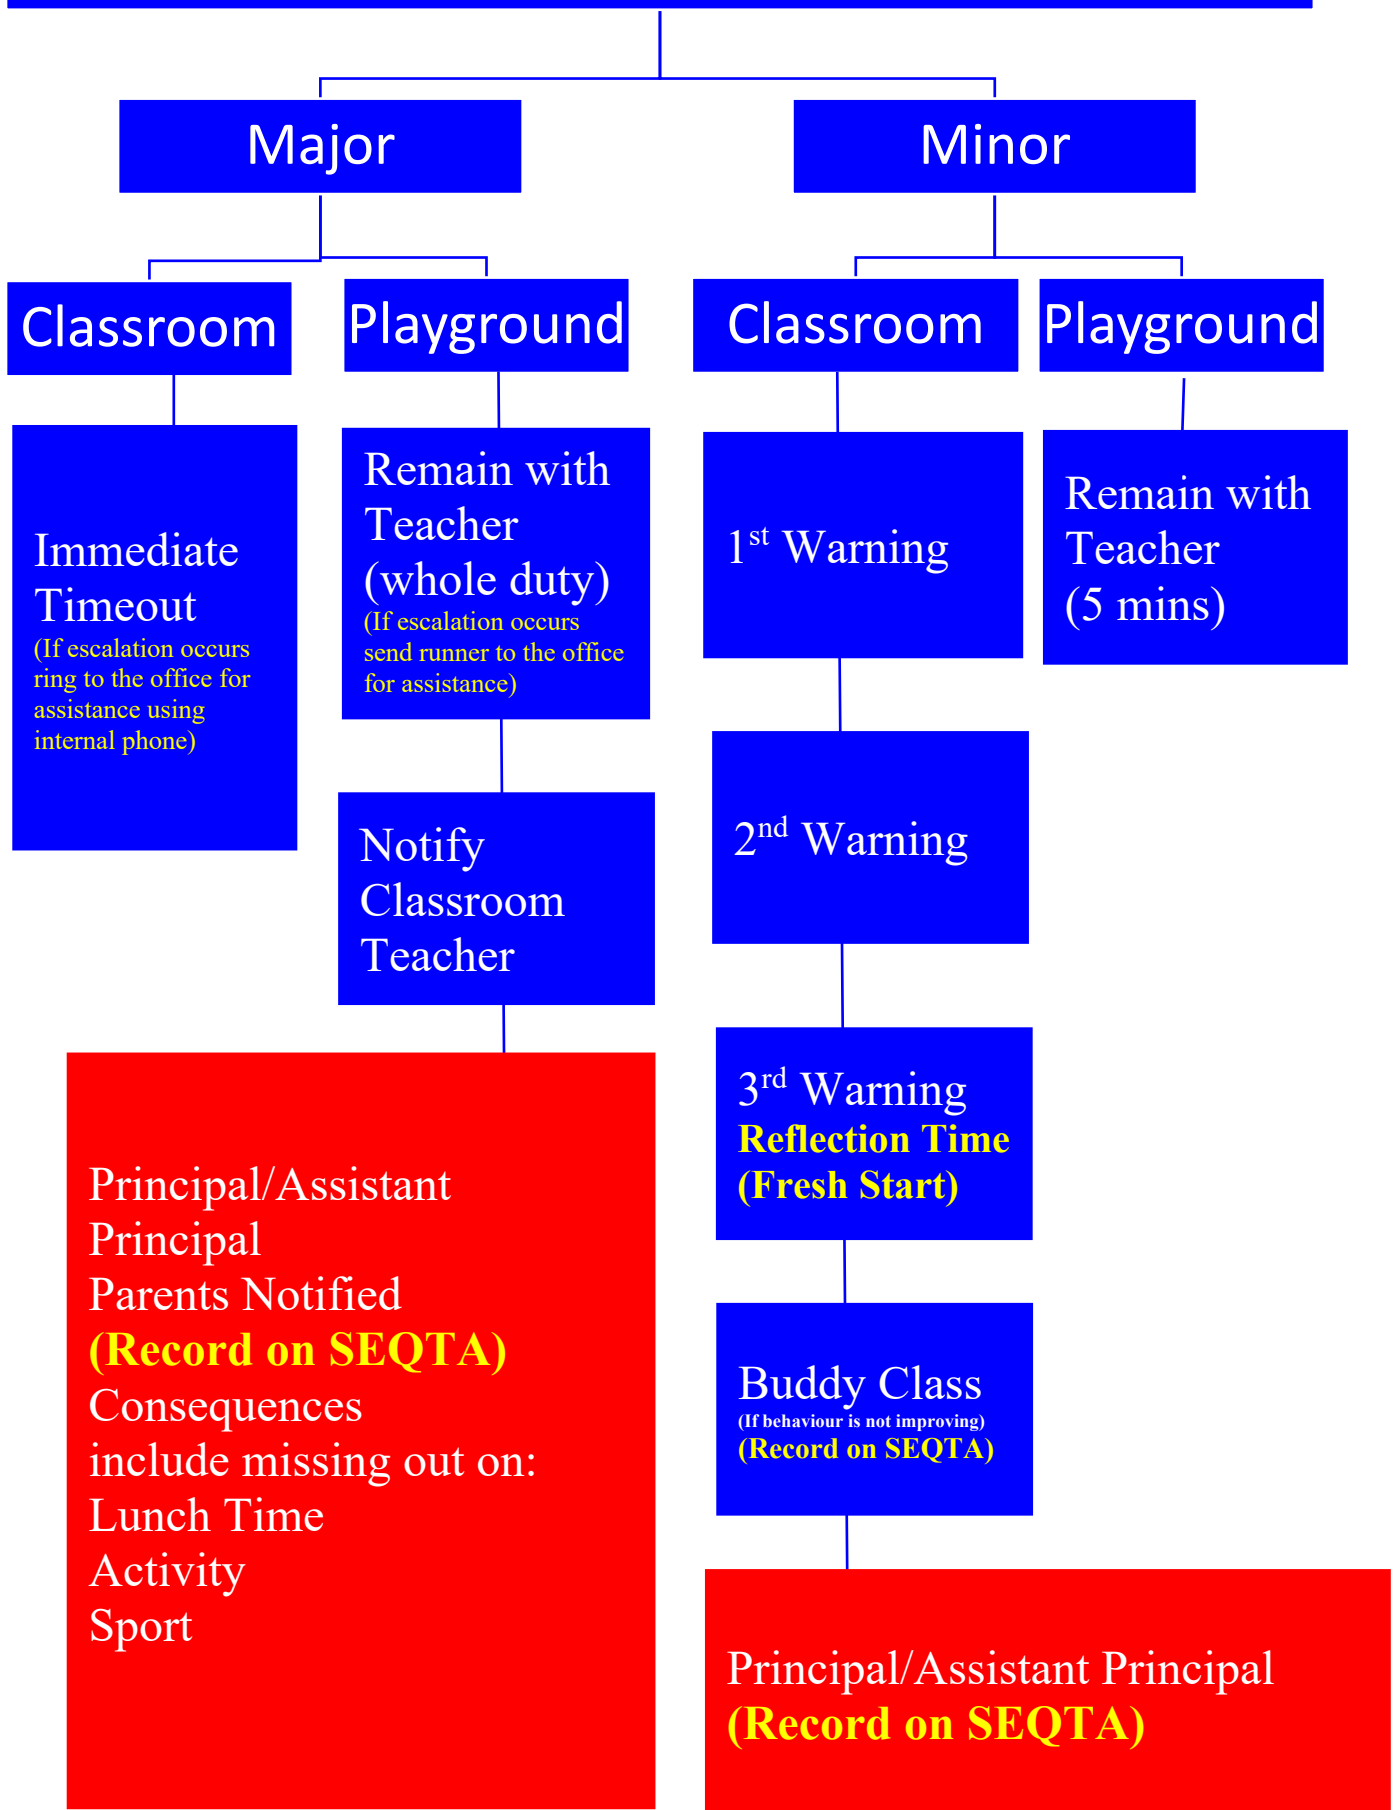 Major
Minor
Classroom
Playground
Classroom
Playground
Immediate
Timeout
(If escalation occurs
ring to the office for
assistance using
internal phone)
Remain with
Teacher
(whole duty)
(If escalation occurs
send runner to the office
for assistance)
Notify
Classroom
Teacher
Principal/Assistant
Principal
Parents Notified
(Record on SEQTA)
Consequences
include missing out on:
Lunch Time
Activity
Sport
1st Warning
2nd Warning
3rd Warning
Reflection Time
(Fresh Start)
Buddy Class
(If behaviour is not improving)
(Record on SEQTA)
Principal/Assistant Principal
(Record on SEQTA)
Remain with
Teacher
(5 mins)